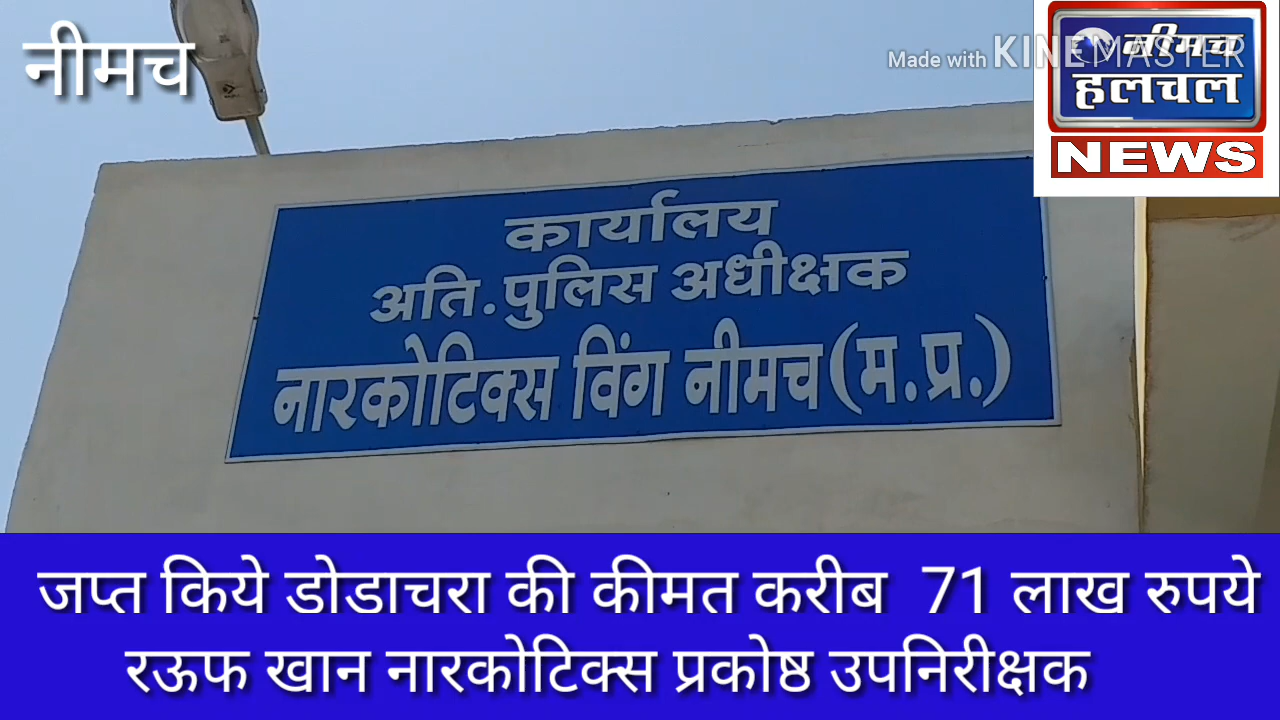 नीमच
Made with KINEMASTER
नीमच
हलचल
NEWS
कार्यालय
अति.पुलिस अधीक्षक
नारकोटिक्स विंग नीमच(म.प्र.)
जप्त किये डोडाचरा की कीमत करीब 71 लाख रुपये
रऊफ खान नारकोटिक्स प्रकोष्ठ उपनिरीक्षक